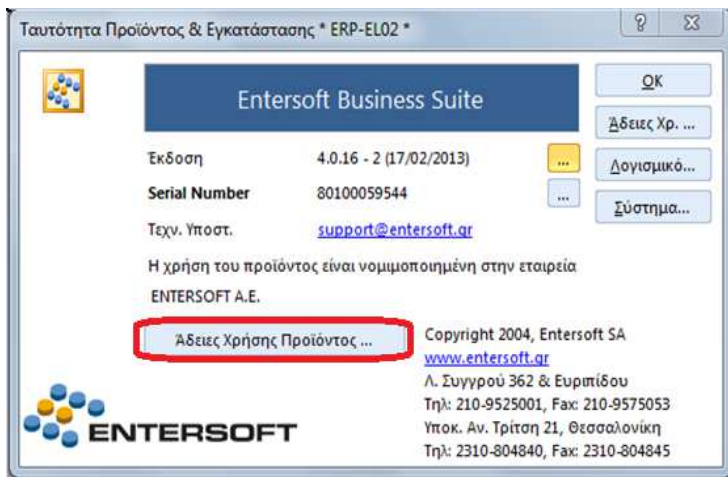 Ταυτότητα Προϊόντος & Εγκατάστασης * ERP-EL02 *
Entersoft Business Suite
OK
Άδειες Χρ. ...
Λογισμικό...
Σύστημα...
Έκδοση 4.0.16 - 2 (17/02/2013) ...
Serial Number 80100059544 ...
Τεχν. Υποστ. support@entersoft.gr
Η χρήση του προϊόντος είναι νομιμοποιημένη στην εταιρεία
ENTERSOFT A.E.
Άδειες Χρήσης Προϊόντος ...
Copyright 2004, Entersoft SA
www.entersoft.gr
Λ. Συγγρού 362 & Ευριπίδου
Τηλ: 210-9525001, Fax: 210-9575053
Υποκ. Αν. Τρίτση 21, Θεσσαλονίκη
Τηλ: 2310-804840, Fax: 2310-804845
ENTERSOFT